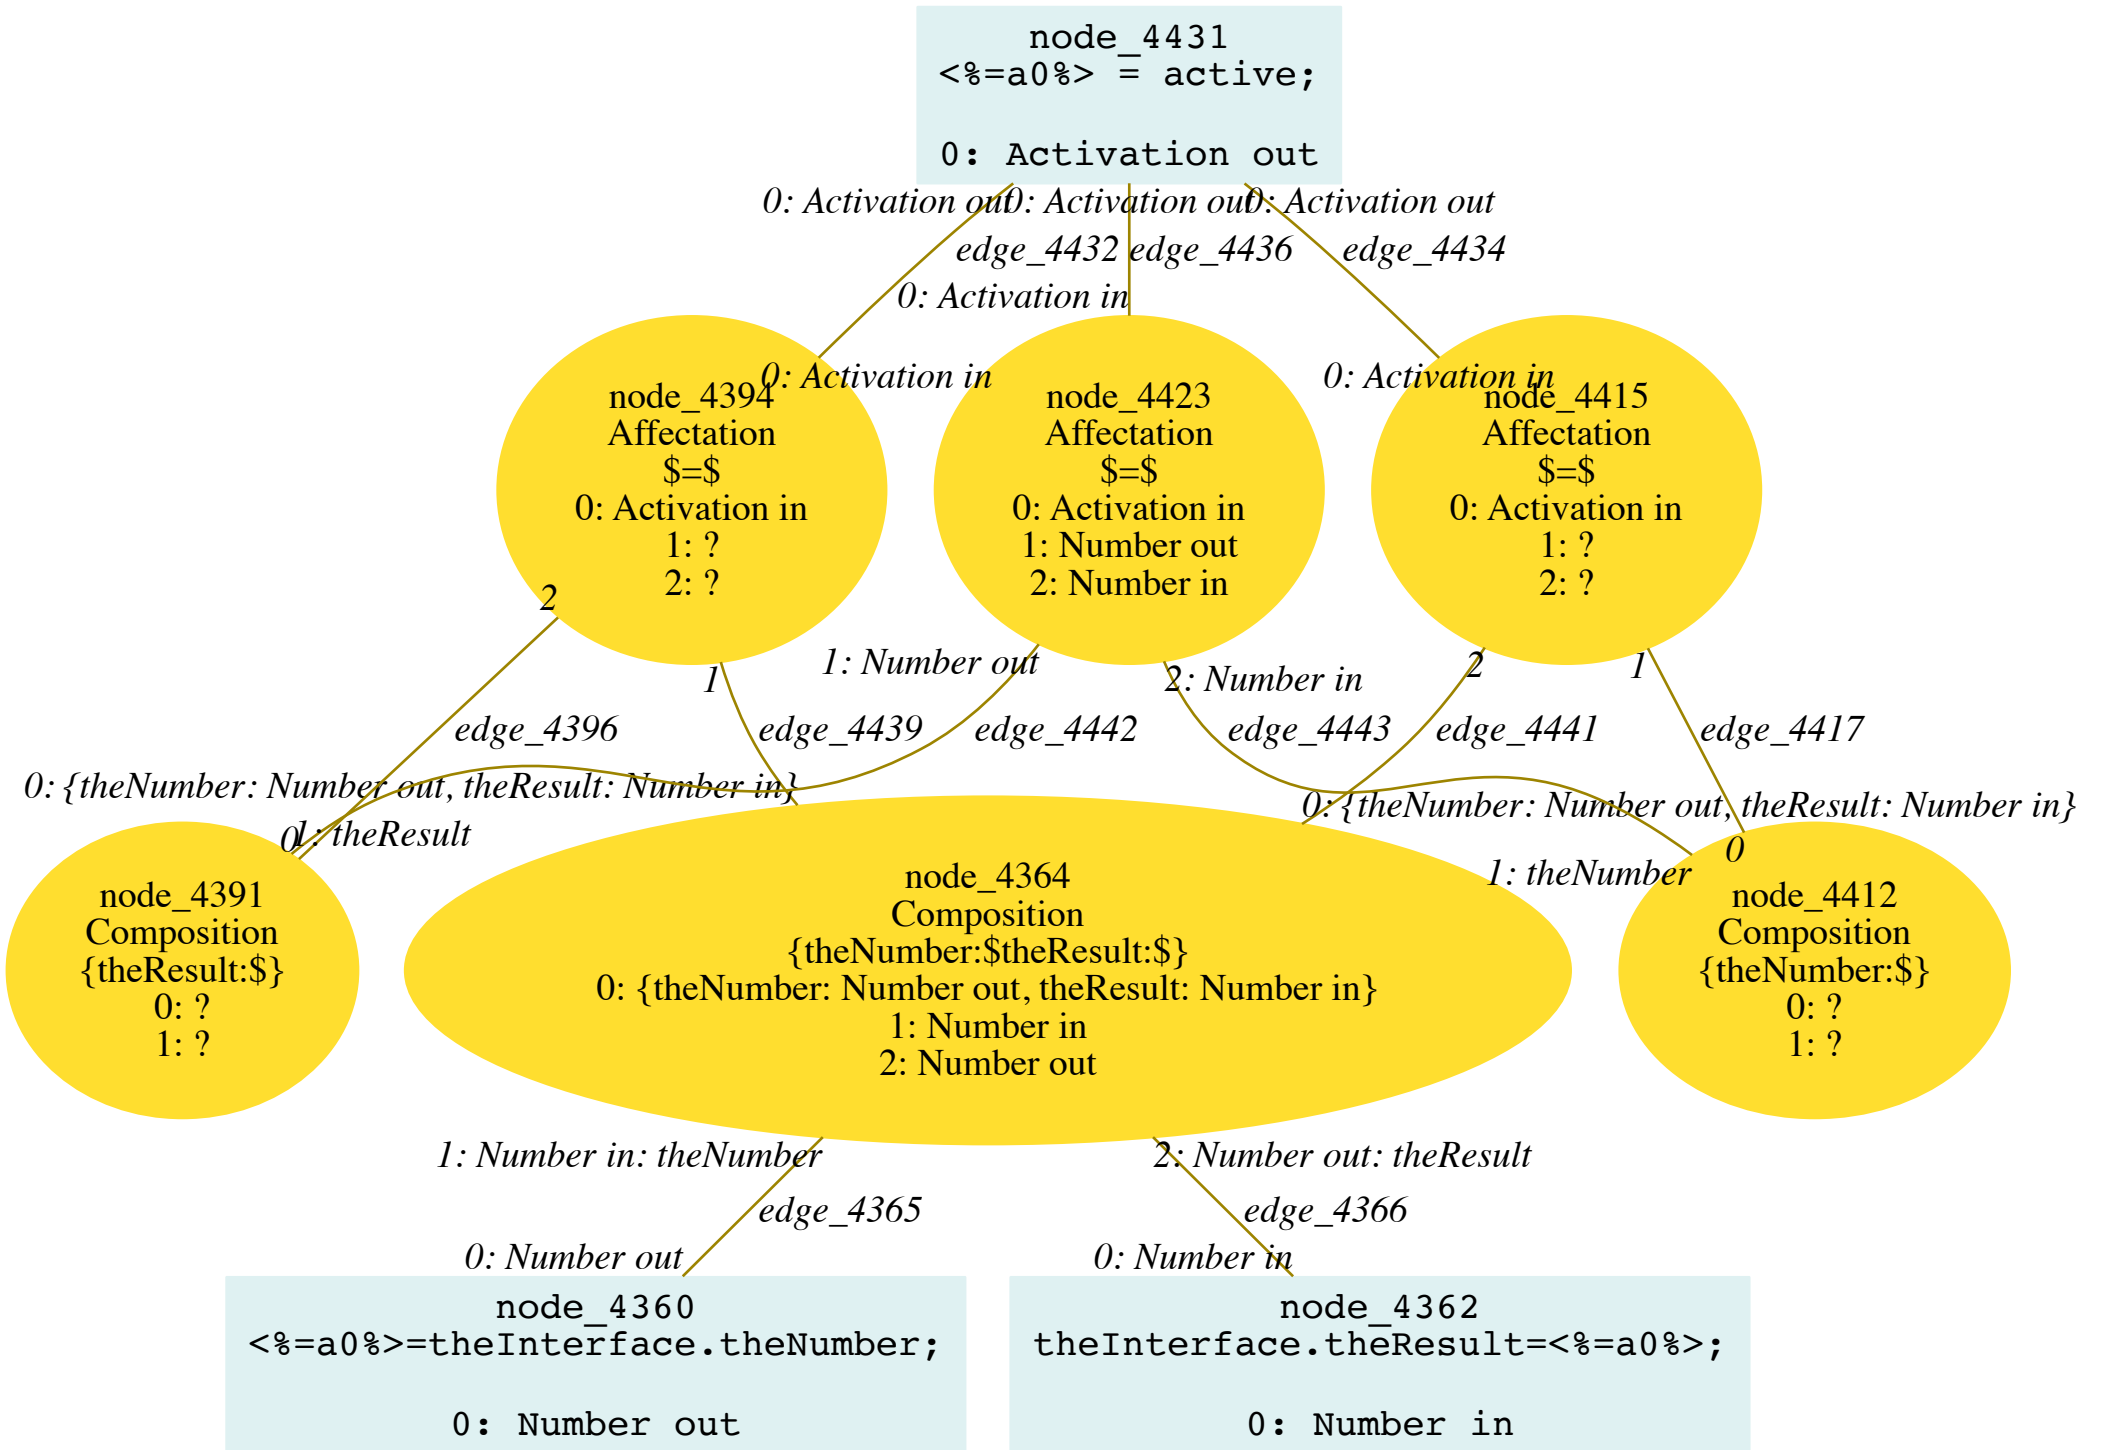 node_4431
<%=a0%> = active;
0: Activation out
0: Activation out
0: Activation out
0: Activation out
edge_4432
edge_4436
edge_4434
0: Activation in
0: Activation in
0: Activation in
node_4394
Affectation
$=$
0: Activation in
1: ?
2: ?
node_4423
Affectation
$=$
0: Activation in
1: Number out
2: Number in
node_4415
Affectation
$=$
0: Activation in
1: ?
2: ?
2
1
1: Number out
2: Number in
2
1
edge_4396
edge_4439
edge_4442
edge_4443
edge_4441
edge_4417
0: {theNumber: Number out, theResult: Number in}
0: {theNumber: Number out, theResult: Number in}
0
1: theResult
1: theNumber
0
node_4391
Composition
{theResult:$}
0: ?
1: ?
node_4364
Composition
{theNumber:$theResult:$}
0: {theNumber: Number out, theResult: Number in}
1: Number in
2: Number out
node_4412
Composition
{theNumber:$}
0: ?
1: ?
1: Number in: theNumber
2: Number out: theResult
edge_4365
edge_4366
0: Number out
0: Number in
node_4360
<%=a0%>=theInterface.theNumber;
0: Number out
node_4362
theInterface.theResult=<%=a0%>;
0: Number in